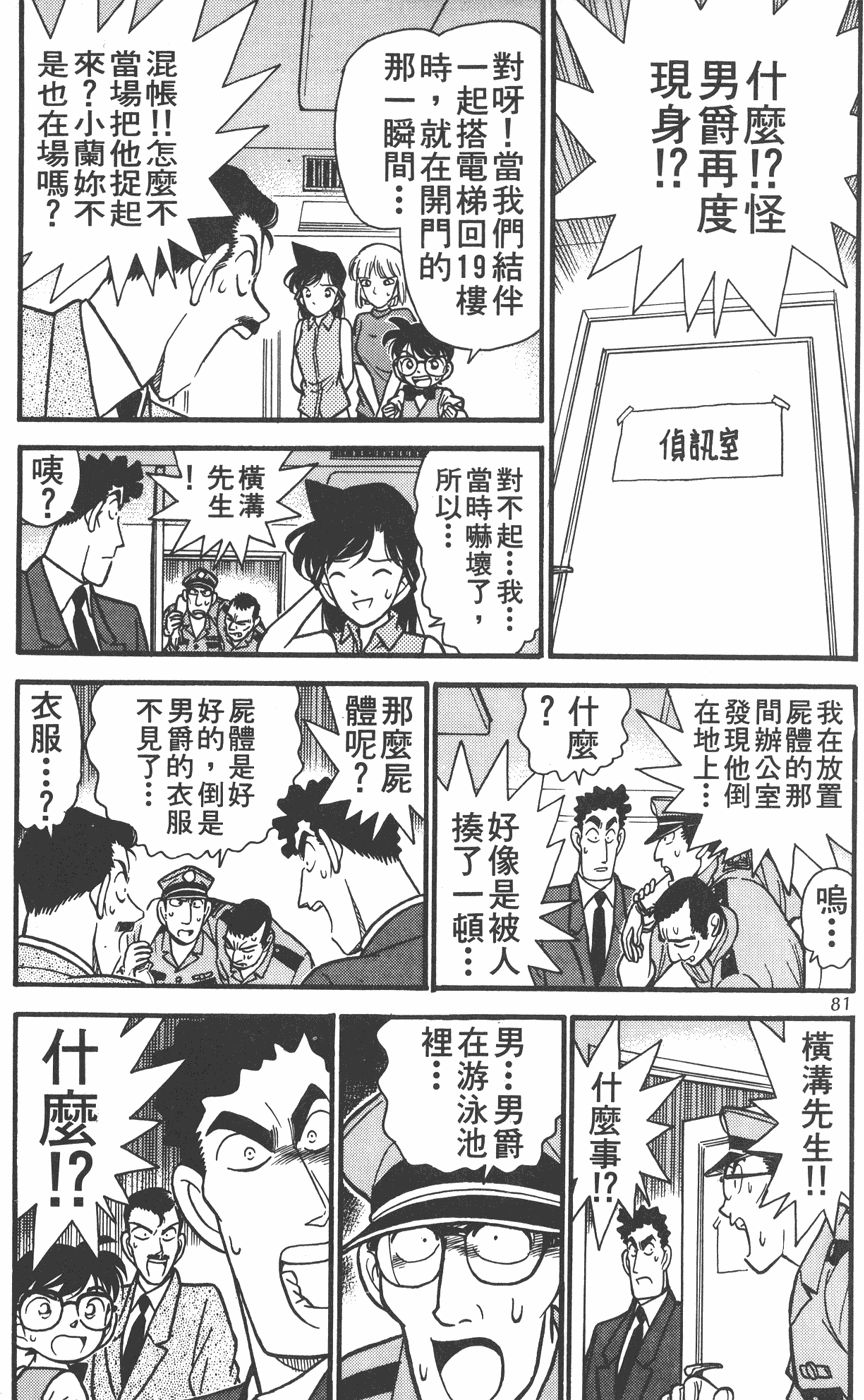 什麼!?怪
男爵再度
現身!?
偵訊室
對呀!當我們結伴
一起搭電梯回19樓
時,就在開門的
那一瞬間…
混帳!!怎麼不
當場把他捉起
來?小蘭妳不
是也在場嗎?
對不起…我…
當時嚇壞了,
所以…
橫溝
先生
!
咦?
我在放置
屍體的那
間辦公室
發現他倒
在地上…
嗚…
什麼
?
好像是被人
揍了一頓…
那麼屍
體呢?
屍體是好
好的,倒是
男爵的衣服
不見了…
衣服…?
81
橫溝先生!!
什麼事!?
男…男爵
在游泳池
裡…
什麼!?